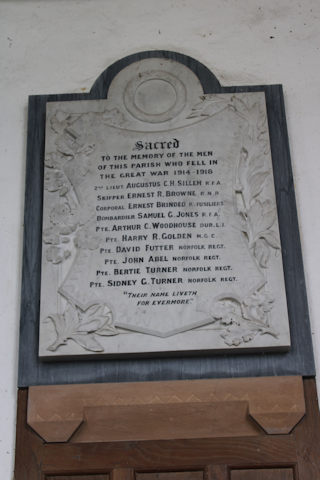 Sacred
TO THE MEMORY OF THE MEN
OF THIS PARISH WHO FELL IN
THE GREAT WAR 1914-1918
2ND LIEUT AUGUSTUS C.H. SILLEM R.F.A.
SKIPPER ERNEST R. BROWNE R.N.R.
CORPORAL ERNEST BRINDED R. FUSILIERS
BOMBARDIER SAMUEL G. JONES R.F.A.
PTE. ARTHUR C. WOODHOUSE DUR. L.I.
PTE. HARRY R. GOLDEN M.G.C.
PTE DAVID FUTTER NORFOLK REGT.
PTE. JOHN ABEL NORFOLK REGT.
PTE. BERTIE TURNER NORFOLK REGT.
PTE. SIDNEY G. TURNER NORFOLK REGT.
"THEIR NAME LIVETH
FOR EVERMORE."